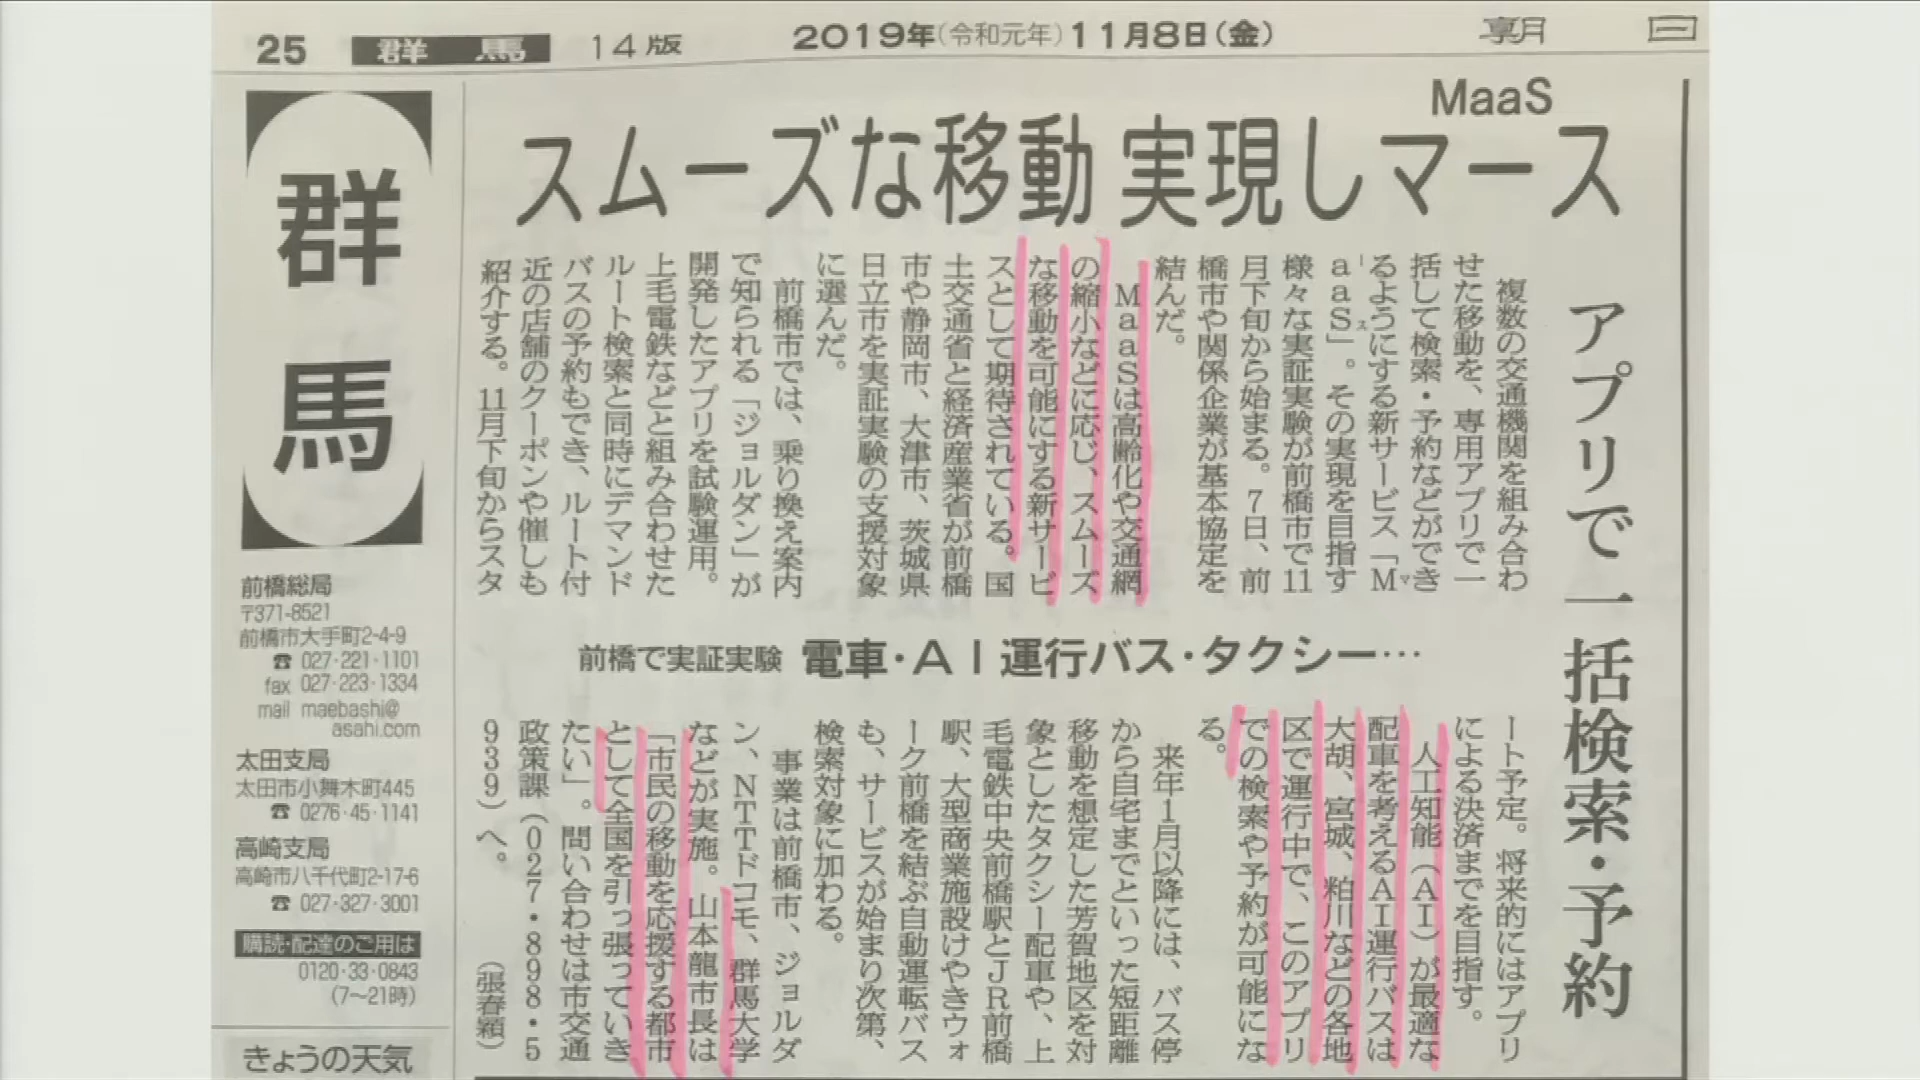 25 群馬 14版 2019年(令和元年)11月8日(金) 朝日
MaaS
スムーズな移動 実現しマース
アプリで一括検索・予約
複数の交通機関を組み合わ
せた移動を、専用アプリで一
括して検索・予約などができ
るようにする新サービス「M
aaS」。その実現を目指す
様々な実証実験が前橋市で11
月下旬から始まる。7日、前
橋市や関係企業が基本協定を
結んだ。
MaaSは高齢化や交通網
の縮小などに応じ、スムーズ
な移動を可能にする新サービ
スとして期待されている。国
土交通省と経済産業省が前橋
市や静岡市、大津市、茨城県
日立市を実証実験の支援対象
に選んだ。
前橋市では、乗り換え案内
で知られる「ジョルダン」が
開発したアプリを試験運用。
上毛電鉄などと組み合わせた
ルート検索と同時にデマンド
バスの予約もでき、ルート付
近の店舗のクーポンや催しも
紹介する。11月下旬からスタ
前橋で実証実験 電車・AI運行バス・タクシー…
ート予定。将来的にはアプリ
による決済までを目指す。
人工知能(AI)が最適な
配車を考えるAI運行バスは
大胡、宮城、粕川などの各地
区で運行中で、このアプリ
での検索や予約が可能にな
る。
来年1月以降には、バス停
から自宅までといった短距離
移動を想定した芳賀地区を対
象としたタクシー配車や、上
毛電鉄中央前橋駅とJR前橋
駅、大型商業施設けやきウォ
ーク前橋を結ぶ自動運転バス
も、サービスが始まり次第、
検索対象に加わる。
事業は前橋市、ジョルダ
ン、NTTドコモ、群馬大学
などが実施。山本龍市長は
「市民の移動を応援する都市
として全国を引っ張っていき
たい」。問い合わせは市交通
政策課(027・898・5
939)へ。
(張春穎)
群馬
前橋総局
〒371-8521
前橋市大手町2-4-9
☎ 027・221・1101
fax 027・223・1334
mail maebashi@
asahi.com
太田支局
太田市小舞木町445
☎ 0276・45・1141
高崎支局
高崎市八千代町2-17-6
☎ 027・327・3001
購読・配達のご用は
0120・33・0843
(7〜21時)
きょうの天気